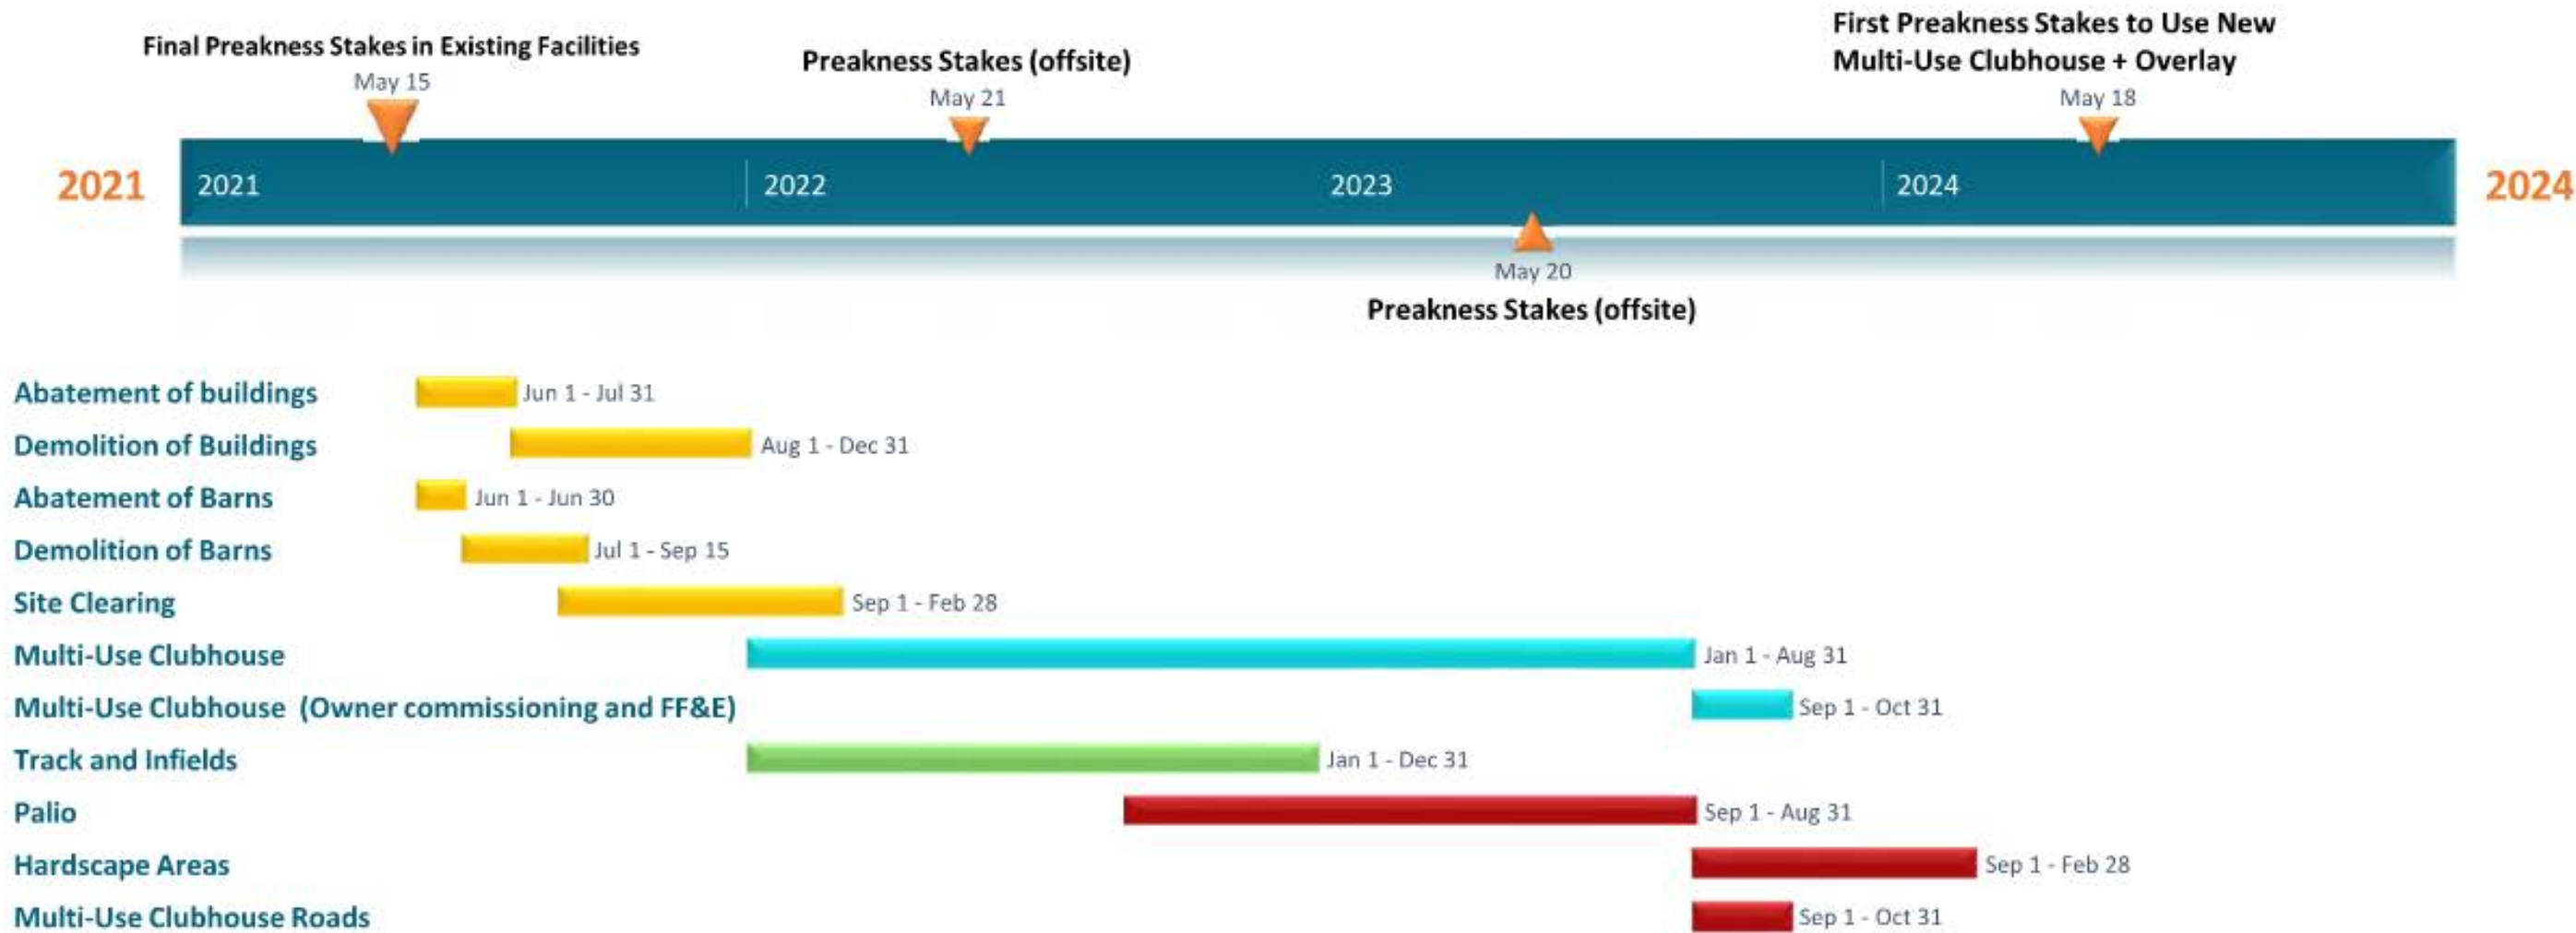 First Preakness Stakes to Use New
Multi-Use Clubhouse + Overlay
Final Preakness Stakes in Existing Facilities
Preakness Stakes (offsite)
May 15
May 21
May 18
2021
2021
2022
2023
2024
2024
May 20
Preakness Stakes (offsite)
Abatement of buildings
Jun 1 - Jul 31
Demolition of Buildings
Aug 1 - Dec 31
Abatement of Barns
Jun 1 - Jun 30
Demolition of Barns
Jul 1 - Sep 15
Site Clearing
Sep 1 - Feb 28
Multi-Use Clubhouse
Jan 1 - Aug 31
Multi-Use Clubhouse (Owner commissioning and FF&E)
Sep 1 - Oct 31
Track and Infields
Jan 1 - Dec 31
Palio
Sep 1 - Aug 31
Hardscape Areas
Sep 1 - Feb 28
Multi-Use Clubhouse Roads
Sep 1 - Oct 31